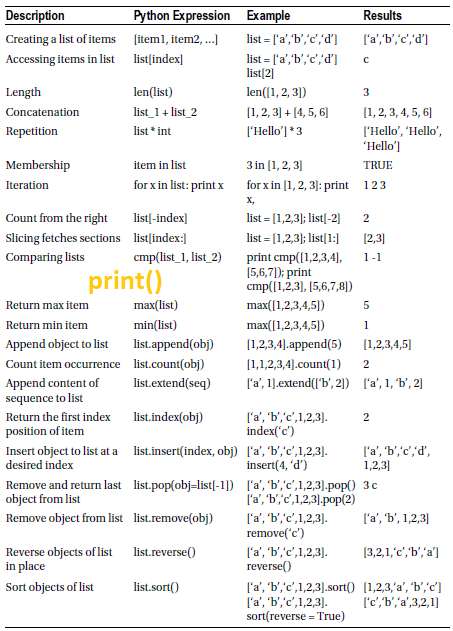 Description Python Expression Example Results
Creating a list of items [item1, item2, ...] list = [‘a’,‘b’,‘c’,‘d’] [‘a’,‘b’,‘c’,‘d’]
Accessing items in list list[index] list = [‘a’,‘b’,‘c’,‘d’] c
list[2]
Length len(list) len([1, 2, 3]) 3
Concatenation list_1 + list_2 [1, 2, 3] + [4, 5, 6] [1, 2, 3, 4, 5, 6]
Repetition list * int [‘Hello’] * 3 [‘Hello’, ‘Hello’,
‘Hello’]
Membership item in list 3 in [1, 2, 3] TRUE
Iteration for x in list: print x for x in [1, 2, 3]: print 1 2 3
x,
Count from the right list[-index] list = [1,2,3]; list[-2] 2
Slicing fetches sections list[index:] list = [1,2,3]; list[1:] [2,3]
Comparing lists cmp(list_1, list_2) print cmp([1,2,3,4], 1 -1
[5,6,7]); print
cmp([1,2,3], [5,6,7,8])
print()
Return max item max(list) max([1,2,3,4,5]) 5
Return min item min(list) max([1,2,3,4,5]) 1
Append object to list list.append(obj) [1,2,3,4].append(5) [1,2,3,4,5]
Count item occurrence list.count(obj) [1,1,2,3,4].count(1) 2
Append content of list.extend(seq) [‘a’, 1].extend([‘b’, 2]) [‘a’, 1, ‘b’, 2]
sequence to list
Return the first index list.index(obj) [‘a’, ‘b’,‘c’,1,2,3]. 2
position of item index(‘c’)
Insert object to list at a list.insert(index, obj) [‘a’, ‘b’,‘c’,1,2,3]. [‘a’, ‘b’,‘c’,‘d’,
desired index insert(4, ‘d’) 1,2,3]
Remove and return last list.pop(obj=list[-1]) [‘a’, ‘b’,‘c’,1,2,3].pop() 3 c
object from list [‘a’, ‘b’,‘c’,1,2,3].pop(2)
Remove object from list list.remove(obj) [‘a’, ‘b’,‘c’,1,2,3]. [‘a’, ‘b’, 1,2,3]
remove(‘c’)
Reverse objects of list list.reverse() [‘a’, ‘b’,‘c’,1,2,3]. [3,2,1,‘c’,‘b’,‘a’]
in place reverse()
Sort objects of list list.sort() [‘a’, ‘b’,‘c’,1,2,3].sort() [1,2,3,‘a’, ‘b’,‘c’]
[‘a’, ‘b’,‘c’,1,2,3]. [‘c’,‘b’,‘a’,3,2,1]
sort(reverse = True)